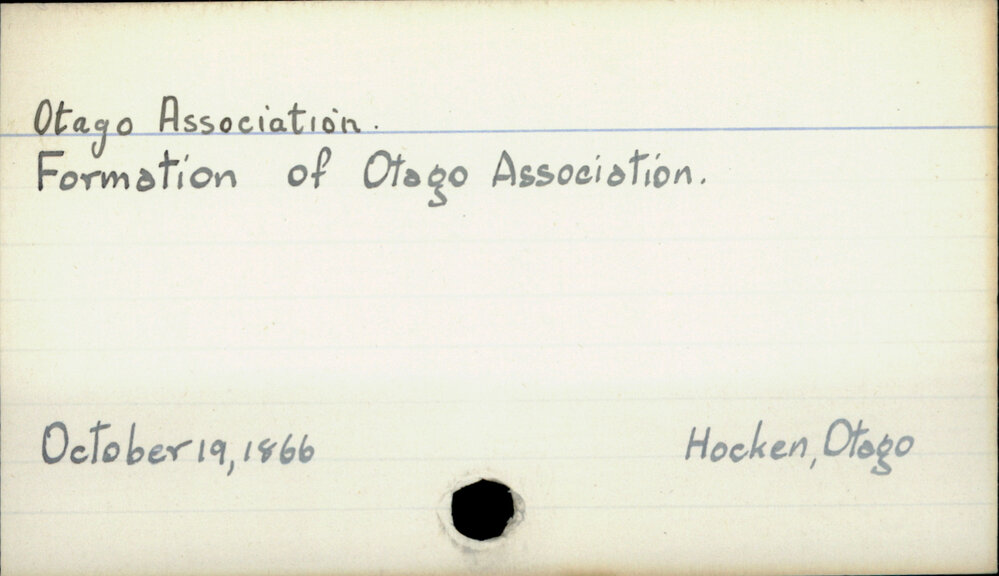 Otago Association.
Formation of Otago Association.
October 19, 1866
Hocken, Otago